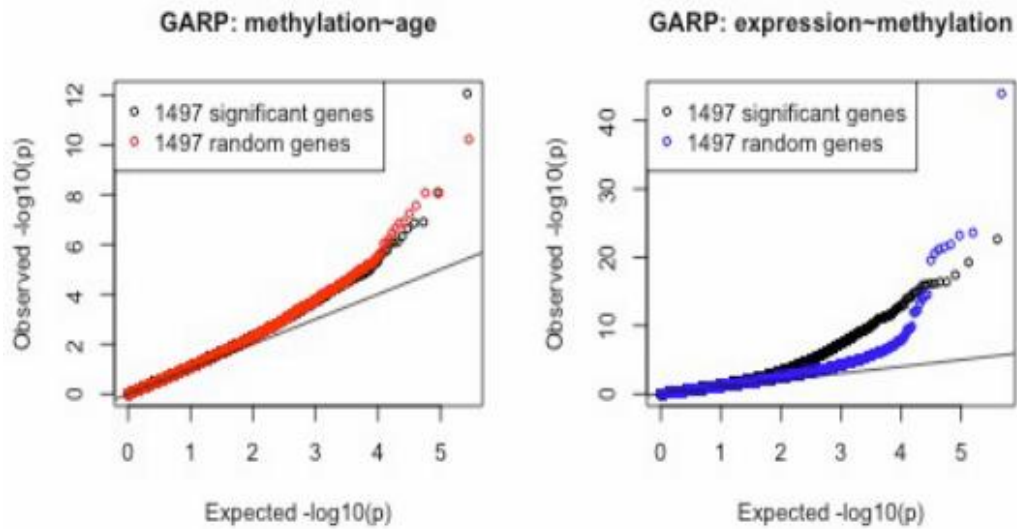 GARP: methylation~age
12
10
8
6
4
2
0
Observed -log10(p)
1497 significant genes
1497 random genes
0 1 2 3 4 5
Expected -log10(p)
GARP: expression~methylation
40
30
20
10
0
Observed -log10(p)
1497 significant genes
1497 random genes
0 1 2 3 4 5
Expected -log10(p)